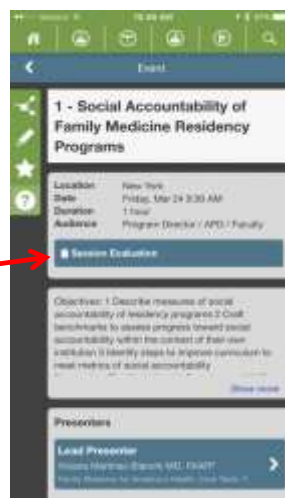 Event
1 - Social Accountability of
Family Medicine Residency
Programs
Location New York
Date Friday, Mar 24 9:30 AM
Duration 1 hour
Audience Program Director / APD / Faculty
Session Evaluation
Objectives: 1 Describe measures of social
accountability of residency programs 2 Craft
benchmarks to assess progress toward social
accountability within the context of their own
institution 3 Identify steps to improve curriculum to
meet metrics of social accountability
Show more
Presenters
Lead Presenter
MD, FAAFP